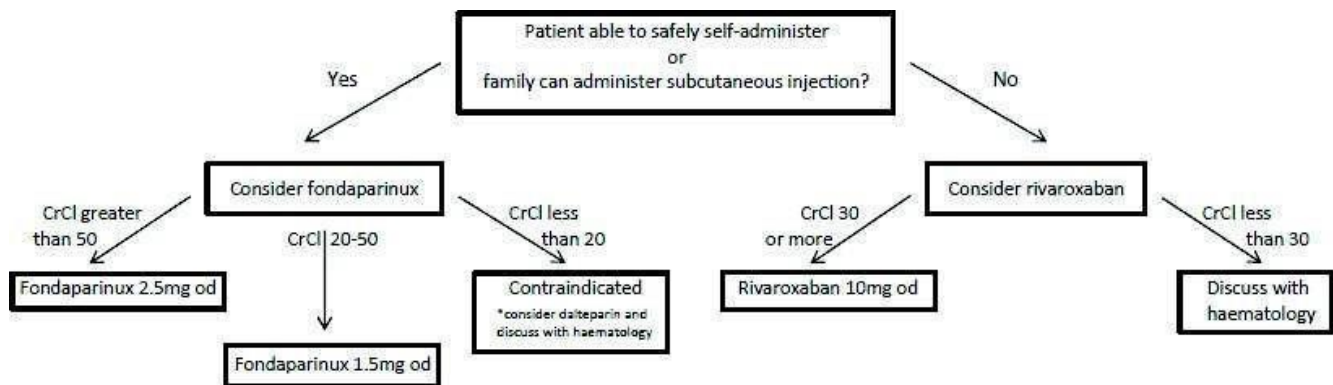 Patient able to safely self-administer
or
family can administer subcutaneous injection?
Yes
No
Consider fondaparinux
Consider rivaroxaban
CrCl greater
than 50
CrCl 20-50
CrCl less
than 20
CrCl 30
or more
CrCl less
than 30
Fondaparinux 2.5mg od
Contraindicated
*consider dalteparin and
discuss with haematology
Rivaroxaban 10mg od
Discuss with
haematology
Fondaparinux 1.5mg od